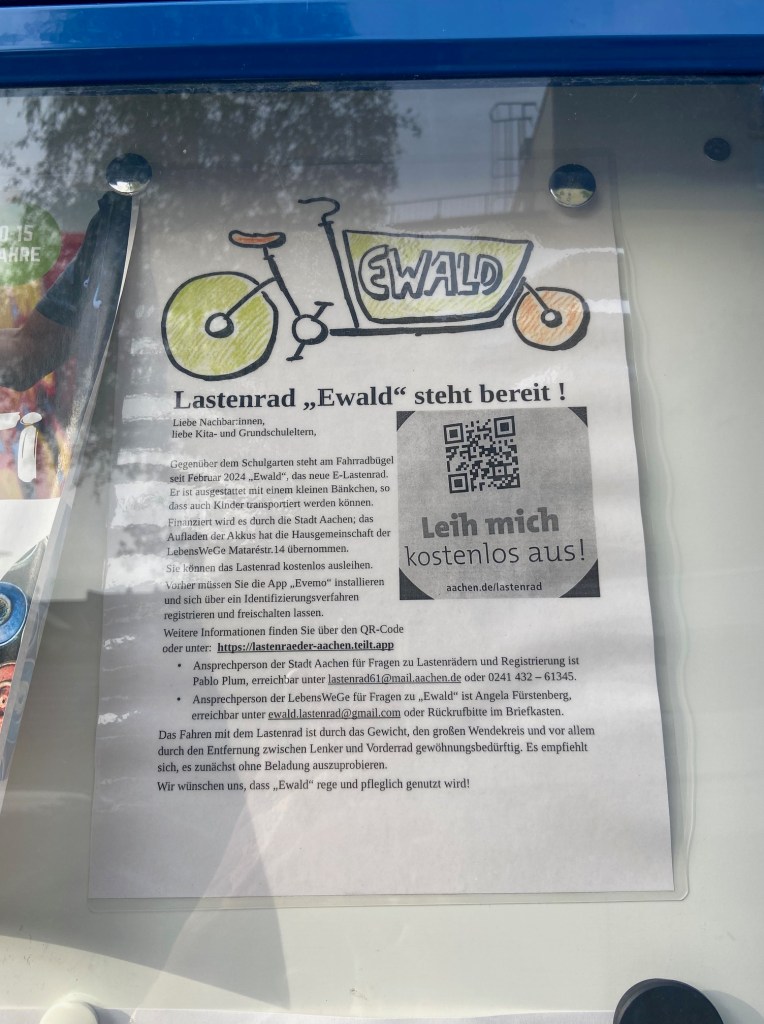 0 15
AHRE
EWALD
Lastenrad „Ewald“ steht bereit !
Liebe Nachbar:innen,
liebe Kita- und Grundschuleltern,
Gegenüber dem Schulgarten steht am Fahrradbügel
seit Februar 2024 „Ewald“, das neue E-Lastenrad.
Er ist ausgestattet mit einem kleinen Bänkchen, so
dass auch Kinder transportiert werden können.
Finanziert wird es durch die Stadt Aachen; das
Aufladen der Akkus hat die Hausgemeinschaft der
LebensWeGe Mataréstr.14 übernommen.
Sie können das Lastenrad kostenlos ausleihen.
Vorher müssen Sie die App „Evemo“ installieren
und sich über ein Identifizierungsverfahren
registrieren und freischalten lassen.
Leih mich
kostenlos aus!
aachen.de/lastenrad
Weitere Informationen finden Sie über den QR-Code
oder unter: https://lastenraeder-aachen.teilt.app
• Ansprechperson der Stadt Aachen für Fragen zu Lastenrädern und Registrierung ist
Pablo Plum, erreichbar unter lastenrad61@mail.aachen.de oder 0241 432 – 61345.
• Ansprechperson der LebensWeGe für Fragen zu „Ewald“ ist Angela Fürstenberg,
erreichbar unter ewald.lastenrad@gmail.com oder Rückrufbitte im Briefkasten.
Das Fahren mit dem Lastenrad ist durch das Gewicht, den großen Wendekreis und vor allem
durch den Entfernung zwischen Lenker und Vorderrad gewöhnungsbedürftig. Es empfiehlt
sich, es zunächst ohne Beladung auszuprobieren.
Wir wünschen uns, dass „Ewald“ rege und pfleglich genutzt wird!